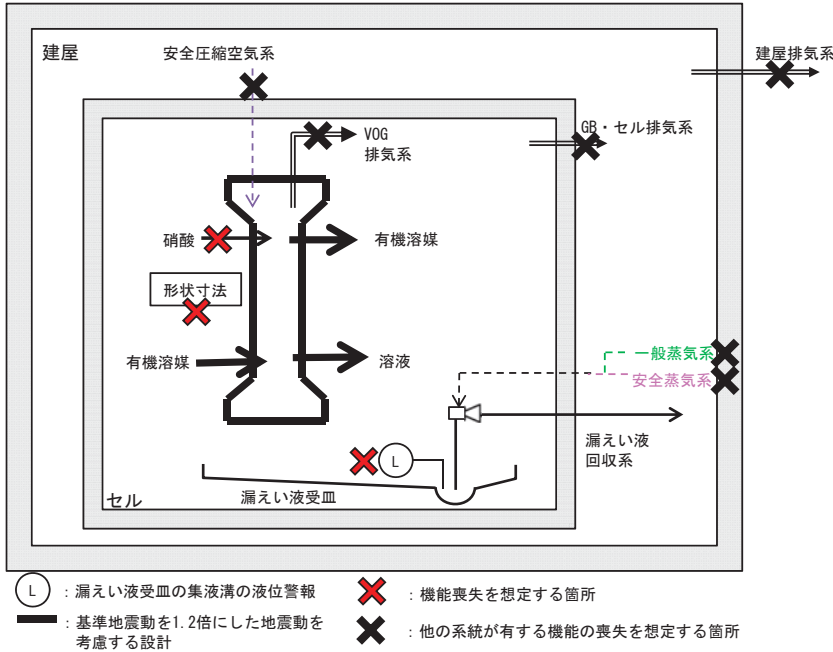 建屋
安全圧縮空気系
建屋排気系
VOG
排気系
GB・セル排気系
硝酸
有機溶媒
形状寸法
有機溶媒
溶液
一般蒸気系
安全蒸気系
漏えい液
回収系
L
漏えい液受皿
セル
L
：漏えい液受皿の集液溝の液位警報
：機能喪失を想定する箇所
：基準地震動を1.2倍にした地震動を
考慮する設計
：他の系統が有する機能の喪失を想定する箇所